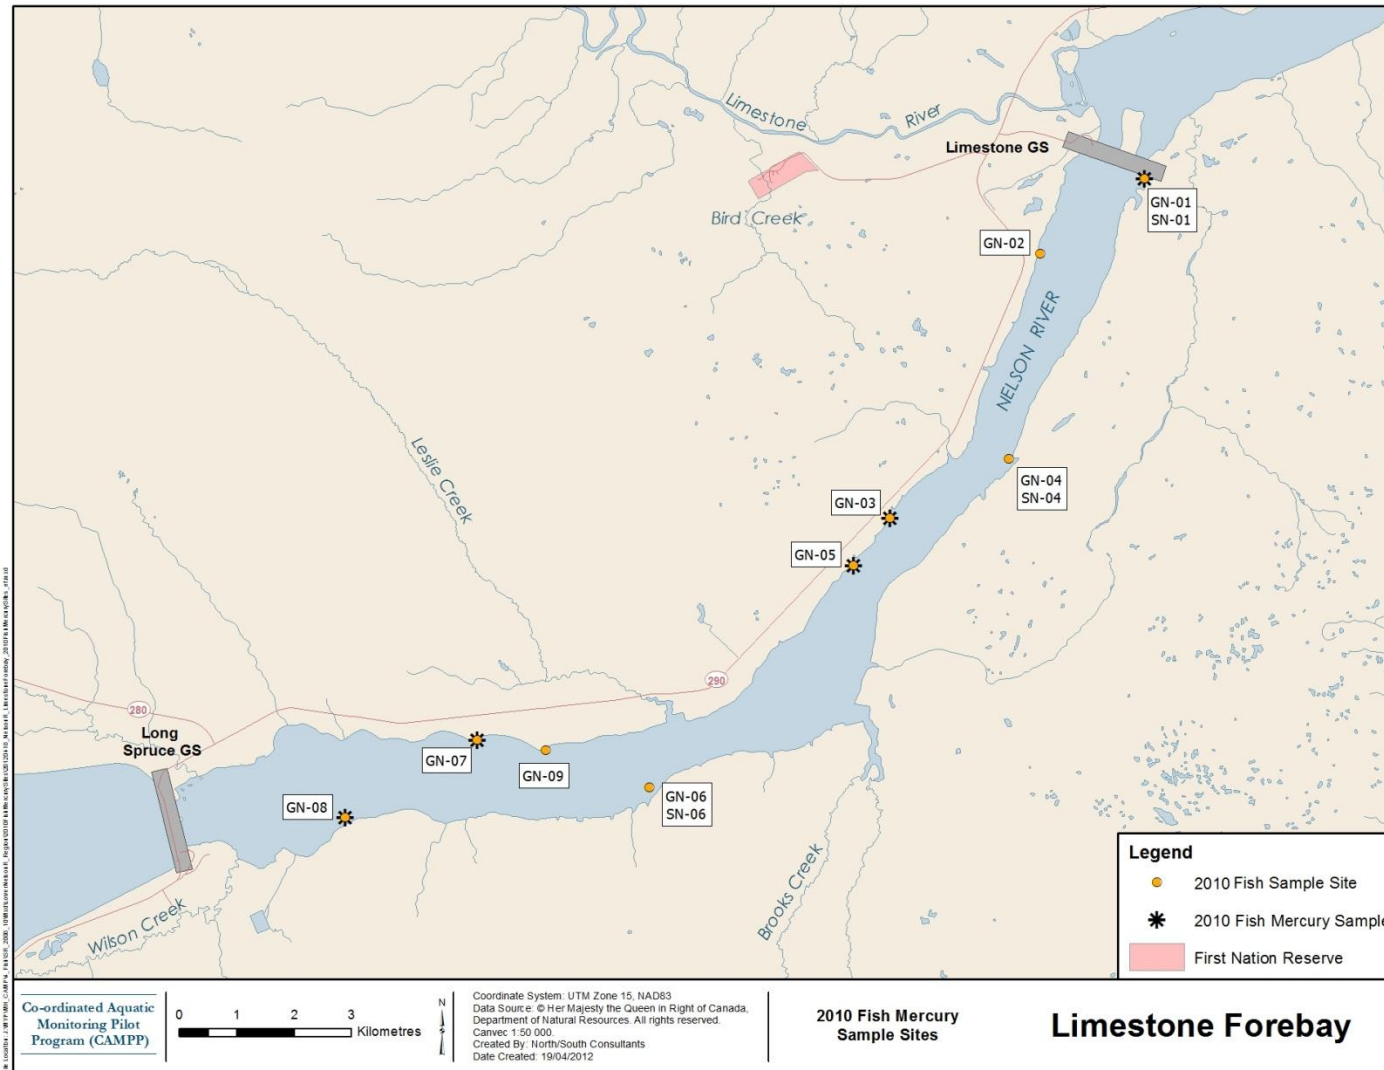 Limestone
River
Limestone GS
GN-01
SN-01
Bird Creek
GN-02
NELSON RIVER
Leslie Creek
GN-04
SN-04
GN-03
GN-05
290
280
Long
Spruce GS
GN-07
GN-09
GN-08
GN-06
SN-06
Brooks Creek
Wilson Creek
Legend
2010 Fish Sample Site
2010 Fish Mercury Sample
First Nation Reserve
Co-ordinated Aquatic
Monitoring Pilot
Program (CAMPP)
0 1 2 3
Kilometres
N
Coordinate System: UTM Zone 15, NAD83
Data Source: © Her Majesty the Queen in Right of Canada,
Department of Natural Resources. All rights reserved.
Canvec 1:50 000.
Created By: North/South Consultants
Date Created: 19/04/2012
2010 Fish Mercury
Sample Sites
Limestone Forebay